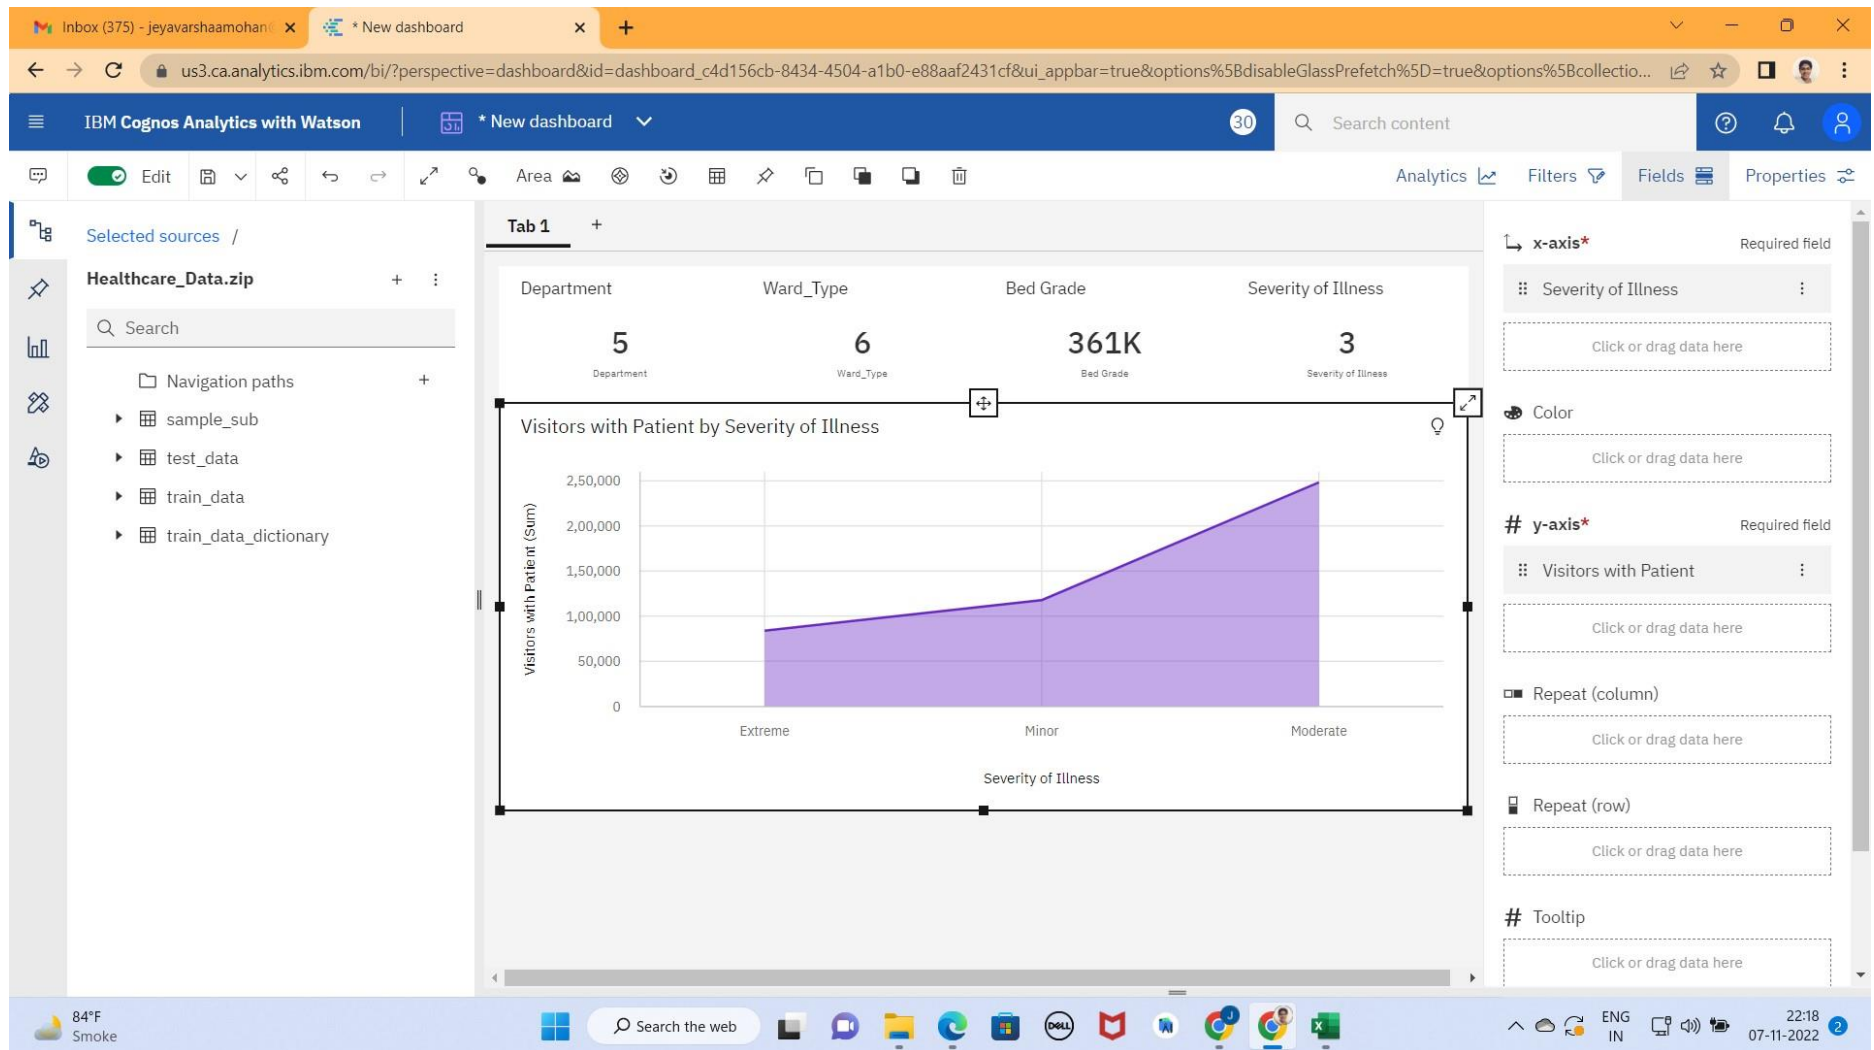 Inbox (375) - jeyavarshaamohan
* New dashboard
us3.ca.analytics.ibm.com/bi/?perspective=dashboard&id=dashboard_c4d156cb-8434-4504-a1b0-e88aaf2431cf&ui_appbar=true&options%5BdisableGlassPrefetch%5D=true&options%5Bcollectio...
IBM Cognos Analytics with Watson
* New dashboard
30
Search content
Edit
Area
Analytics
Filters
Fields
Properties
Selected sources /
Healthcare_Data.zip
Search
Navigation paths
sample_sub
test_data
train_data
train_data_dictionary
Tab 1
Department
Ward_Type
Bed Grade
Severity of Illness
5
6
361K
3
Department
Ward_Type
Bed Grade
Severity of Illness
Visitors with Patient by Severity of Illness
Visitors with Patient (Sum)
2,50,000
2,00,000
1,50,000
1,00,000
50,000
0
Extreme
Minor
Moderate
Severity of Illness
x-axis*
Required field
Severity of Illness
Click or drag data here
Color
Click or drag data here
y-axis*
Required field
Visitors with Patient
Click or drag data here
Repeat (column)
Click or drag data here
Repeat (row)
Click or drag data here
Tooltip
Click or drag data here
84°F
Smoke
Search the web
DELL
ENG
IN
22:18
07-11-2022
2